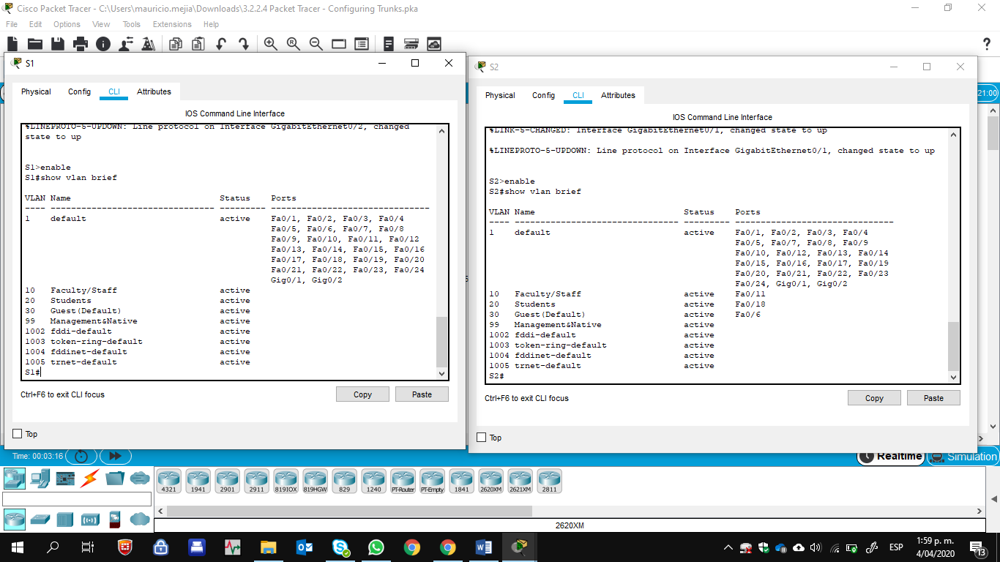 Cisco Packet Tracer - C:\Users\mauricio.mejia\Downloads\3.2.2.4 Packet Tracer - Configuring Trunks.pka
File Edit Options View Tools Extensions Help
S1
Physical Config CLI Attributes
IOS Command Line Interface
%LINEPROTO-5-UPDOWN: Line protocol on Interface GigabitEthernet0/2, changed
state to up
S1>enable
S1#show vlan brief
VLAN Name Status Ports
---- -------------------------------- --------- -------------------------------
1 default active Fa0/1, Fa0/2, Fa0/3, Fa0/4
Fa0/5, Fa0/6, Fa0/7, Fa0/8
Fa0/9, Fa0/10, Fa0/11, Fa0/12
Fa0/13, Fa0/14, Fa0/15, Fa0/16
Fa0/17, Fa0/18, Fa0/19, Fa0/20
Fa0/21, Fa0/22, Fa0/23, Fa0/24
Gig0/1, Gig0/2
10 Faculty/Staff active
20 Students active
30 Guest(Default) active
99 Management&Native active
1002 fddi-default active
1003 token-ring-default active
1004 fddinet-default active
1005 trnet-default active
S1#
Ctrl+F6 to exit CLI focus
Copy Paste
Top
S2
Physical Config CLI Attributes
IOS Command Line Interface
%LINK-5-CHANGED: Interface GigabitEthernet0/1, changed state to up
%LINEPROTO-5-UPDOWN: Line protocol on Interface GigabitEthernet0/1, changed state to up
S2>enable
S2#show vlan brief
VLAN Name Status Ports
---- -------------------------------- --------- -------------------------------
1 default active Fa0/1, Fa0/2, Fa0/3, Fa0/4
Fa0/5, Fa0/7, Fa0/8, Fa0/9
Fa0/10, Fa0/12, Fa0/13, Fa0/14
Fa0/15, Fa0/16, Fa0/17, Fa0/19
Fa0/20, Fa0/21, Fa0/22, Fa0/23
Fa0/24, Gig0/1, Gig0/2
10 Faculty/Staff active Fa0/11
20 Students active Fa0/18
30 Guest(Default) active Fa0/6
99 Management&Native active
1002 fddi-default active
1003 token-ring-default active
1004 fddinet-default active
1005 trnet-default active
S2#
Ctrl+F6 to exit CLI focus
Copy Paste
Top
21:00
Time: 00:03:16
Realtime Simulation
4321 1941 2901 2911 819IOX 819HGW 829 1240 PT-Router PT-Empty 1841 2620XM 2621XM 2811
2620XM
ESP
1:59 p. m.
4/04/2020
13